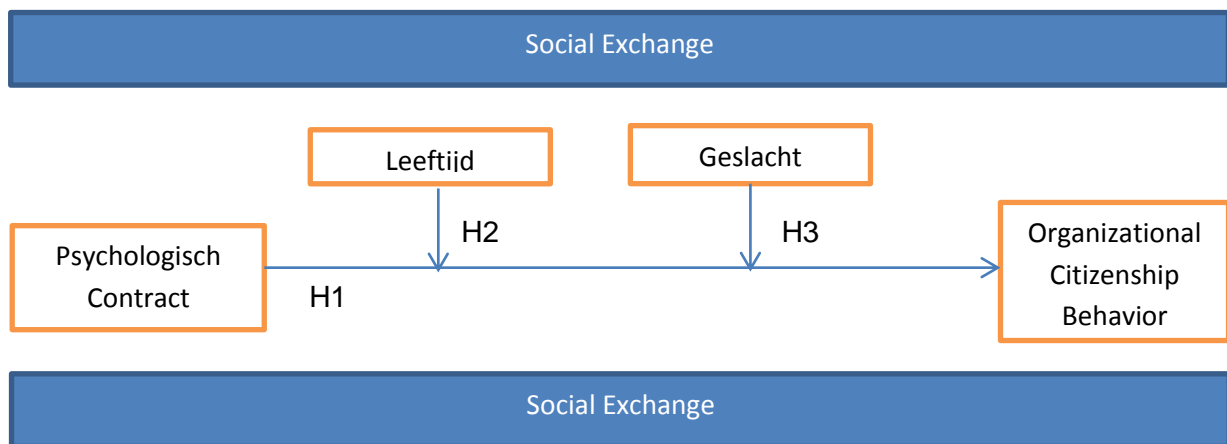 Social Exchange
Leeftijd
Geslacht
H2
H3
Psychologisch
Contract
H1
Organizational
Citizenship
Behavior
Social Exchange